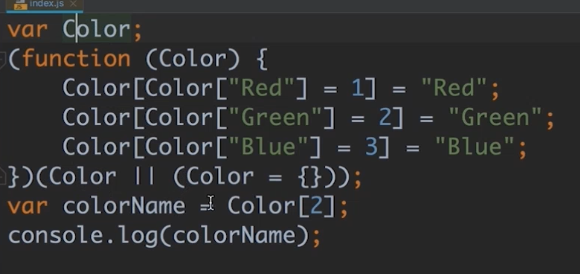 index.js
var Color;
(function (Color) {
    Color[Color["Red"] = 1] = "Red";
    Color[Color["Green"] = 2] = "Green";
    Color[Color["Blue"] = 3] = "Blue";
})(Color || (Color = {}));
var colorName = Color[2];
console.log(colorName);